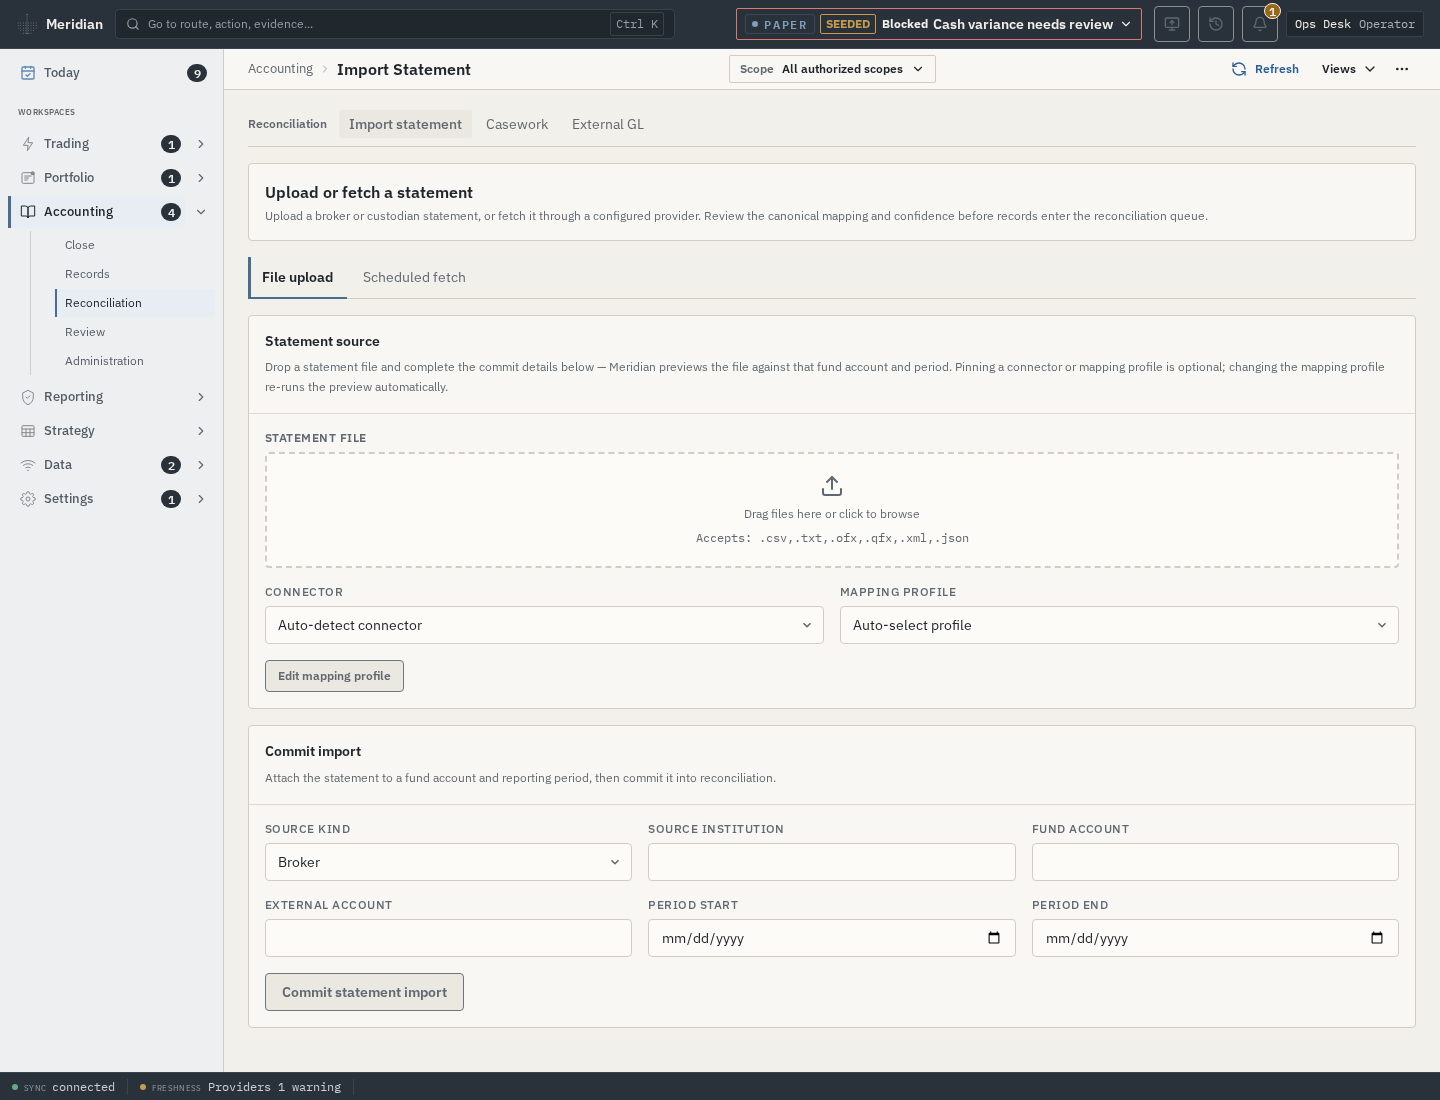 Meridian
Go to route, action, evidence...
Ctrl K
PAPER SEEDED Blocked Cash variance needs review
1
Ops Desk Operator
Today 9
WORKSPACES
Trading 1
Portfolio 1
Accounting 4
Close
Records
Reconciliation
Review
Administration
Reporting
Strategy
Data 2
Settings 1
Accounting Import Statement
Scope All authorized scopes
Refresh Views
Reconciliation Import statement Casework External GL
Upload or fetch a statement
Upload a broker or custodian statement, or fetch it through a configured provider. Review the canonical mapping and confidence before records enter the reconciliation queue.
File upload Scheduled fetch
Statement source
Drop a statement file and complete the commit details below — Meridian previews the file against that fund account and period. Pinning a connector or mapping profile is optional; changing the mapping profile
re-runs the preview automatically.
STATEMENT FILE
Drag files here or click to browse
Accepts: .csv,.txt,.ofx,.qfx,.xml,.json
CONNECTOR MAPPING PROFILE
Auto-detect connector Auto-select profile
Edit mapping profile
Commit import
Attach the statement to a fund account and reporting period, then commit it into reconciliation.
SOURCE KIND SOURCE INSTITUTION FUND ACCOUNT
Broker
EXTERNAL ACCOUNT PERIOD START PERIOD END
mm/dd/yyyy mm/dd/yyyy
Commit statement import
SYNC connected FRESHNESS Providers 1 warning